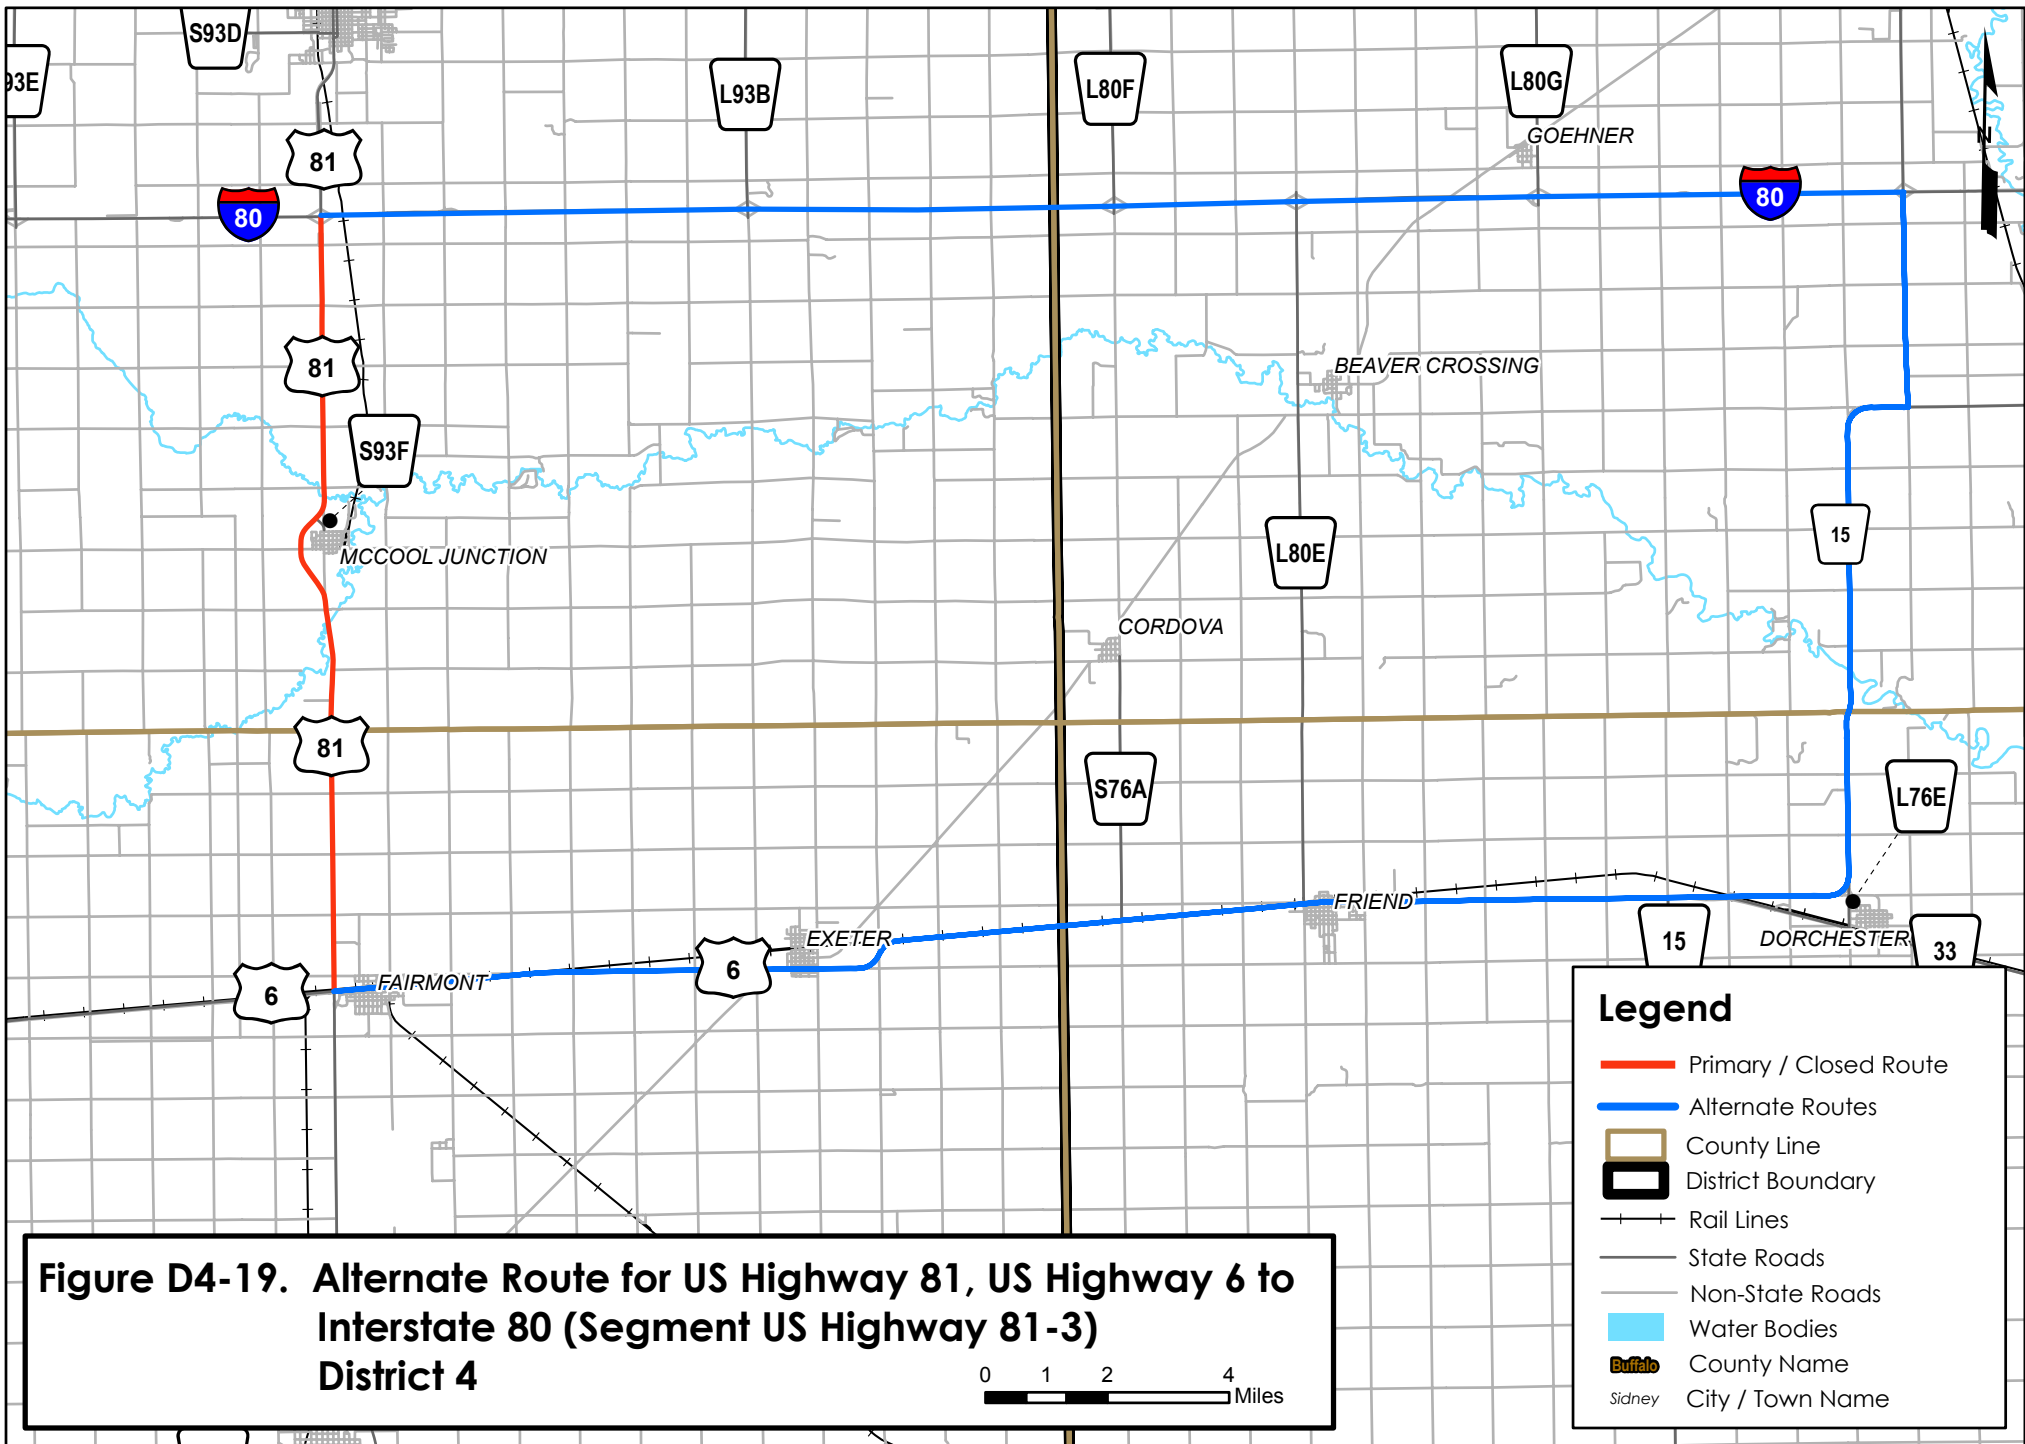 S93D
93E
L93B
L80F
L80G
GOEHNER
N
81
80
80
81
BEAVER CROSSING
S93F
15
L80E
MCCOOL JUNCTION
CORDOVA
81
S76A
L76E
FRIEND
EXETER
15
DORCHESTER
33
6
FAIRMONT
6
Legend
Primary / Closed Route
Alternate Routes
County Line
District Boundary
Rail Lines
State Roads
Non-State Roads
Water Bodies
Buffalo County Name
Sidney City / Town Name
Figure D4-19. Alternate Route for US Highway 81, US Highway 6 to
Interstate 80 (Segment US Highway 81-3)
District 4
0 1 2 4
Miles